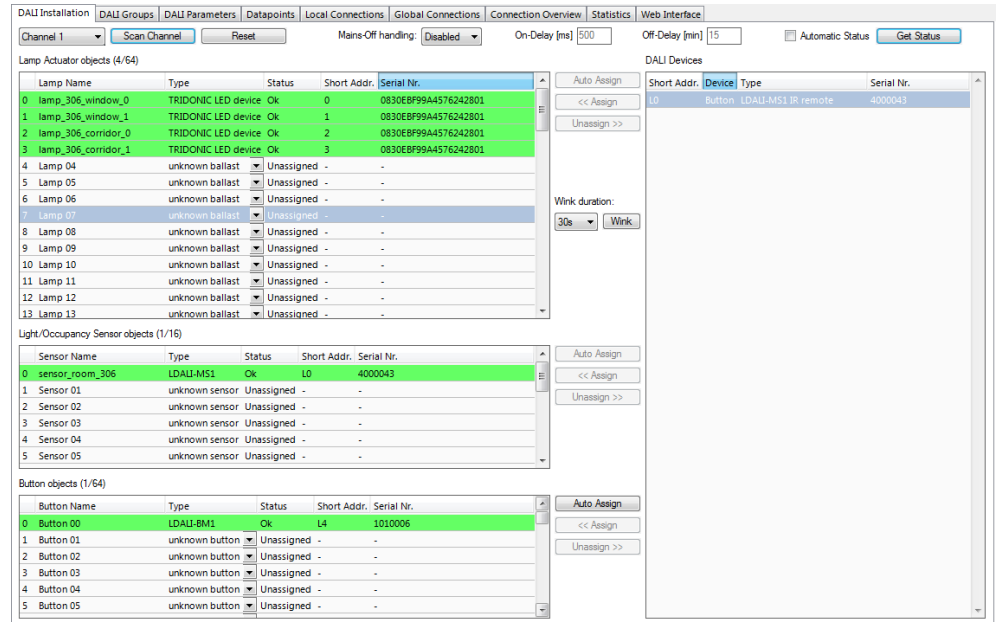 DALI Installation DALI Groups DALI Parameters Datapoints Local Connections Global Connections Connection Overview Statistics Web Interface
Channel 1 Scan Channel Reset Mains-Off handling: Disabled On-Delay [ms] 500 Off-Delay [min] 15 Automatic Status Get Status
Lamp Actuator objects (4/64) DALI Devices
Lamp Name Type Status Short Addr. Serial Nr. Auto Assign Short Addr. Device Type Serial Nr.
0 lamp_306_window_0 TRIDONIC LED device Ok 0 0830EBF99A4576242801 << Assign L0 Button LDALI-MS1 IR remote 4000043
1 lamp_306_window_1 TRIDONIC LED device Ok 1 0830EBF99A4576242801 Unassign >>
2 lamp_306_corridor_0 TRIDONIC LED device Ok 2 0830EBF99A4576242801
3 lamp_306_corridor_1 TRIDONIC LED device Ok 3 0830EBF99A4576242801
4 Lamp 04 unknown ballast Unassigned - -
5 Lamp 05 unknown ballast Unassigned - -
6 Lamp 06 unknown ballast Unassigned - - Wink duration:
7 Lamp 07 unknown ballast Unassigned - - 30s Wink
8 Lamp 08 unknown ballast Unassigned - -
9 Lamp 09 unknown ballast Unassigned - -
10 Lamp 10 unknown ballast Unassigned - -
11 Lamp 11 unknown ballast Unassigned - -
12 Lamp 12 unknown ballast Unassigned - -
13 Lamp 13 unknown ballast Unassigned - -
Light/Occupancy Sensor objects (1/16)
Sensor Name Type Status Short Addr. Serial Nr. Auto Assign
0 sensor_room_306 LDALI-MS1 Ok L0 4000043 << Assign
1 Sensor 01 unknown sensor Unassigned - - Unassign >>
2 Sensor 02 unknown sensor Unassigned - -
3 Sensor 03 unknown sensor Unassigned - -
4 Sensor 04 unknown sensor Unassigned - -
5 Sensor 05 unknown sensor Unassigned - -
Button objects (1/64)
Button Name Type Status Short Addr. Serial Nr. Auto Assign
0 Button 00 LDALI-BM1 Ok L4 1010006 << Assign
1 Button 01 unknown button Unassigned - - Unassign >>
2 Button 02 unknown button Unassigned - -
3 Button 03 unknown button Unassigned - -
4 Button 04 unknown button Unassigned - -
5 Button 05 unknown button Unassigned - -